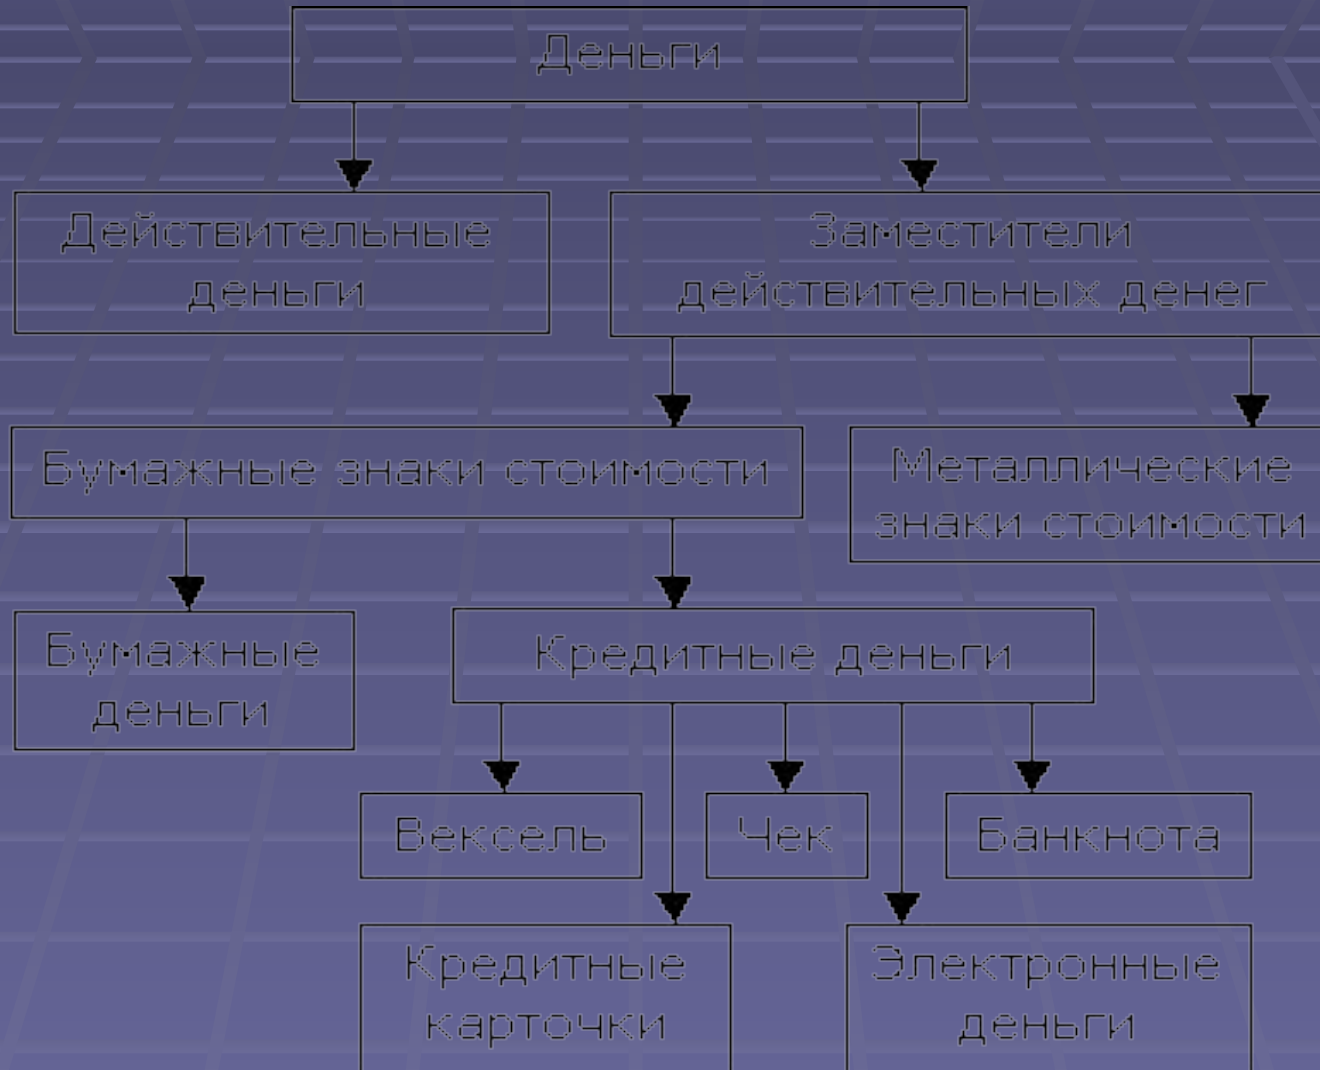 Деньги
Действительные
деньги
Заместители
действительных денег
Бумажные знаки стоимости
Металлические
знаки стоимости
Бумажные
деньги
Кредитные деньги
Вексель
Чек
Банкнота
Кредитные
карточки
Электронные
деньги